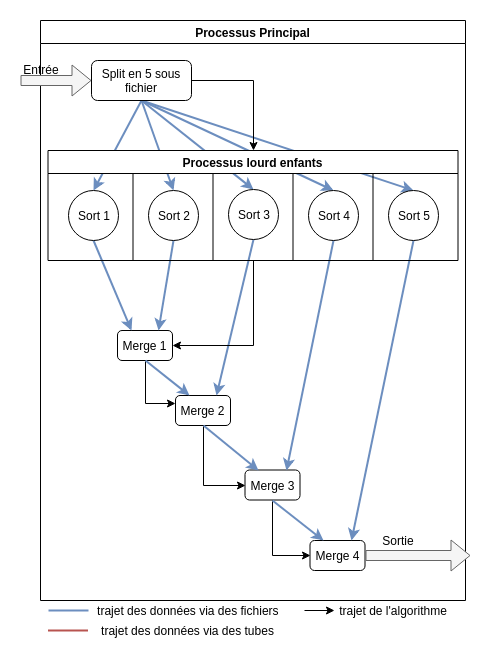 Processus Principal
Entrée
Split en 5 sous
fichier
Processus lourd enfants
Sort 1
Sort 2
Sort 3
Sort 4
Sort 5
Merge 1
Merge 2
Merge 3
Merge 4
Sortie
trajet des données via des fichiers
trajet de l'algorithme
trajet des données via des tubes